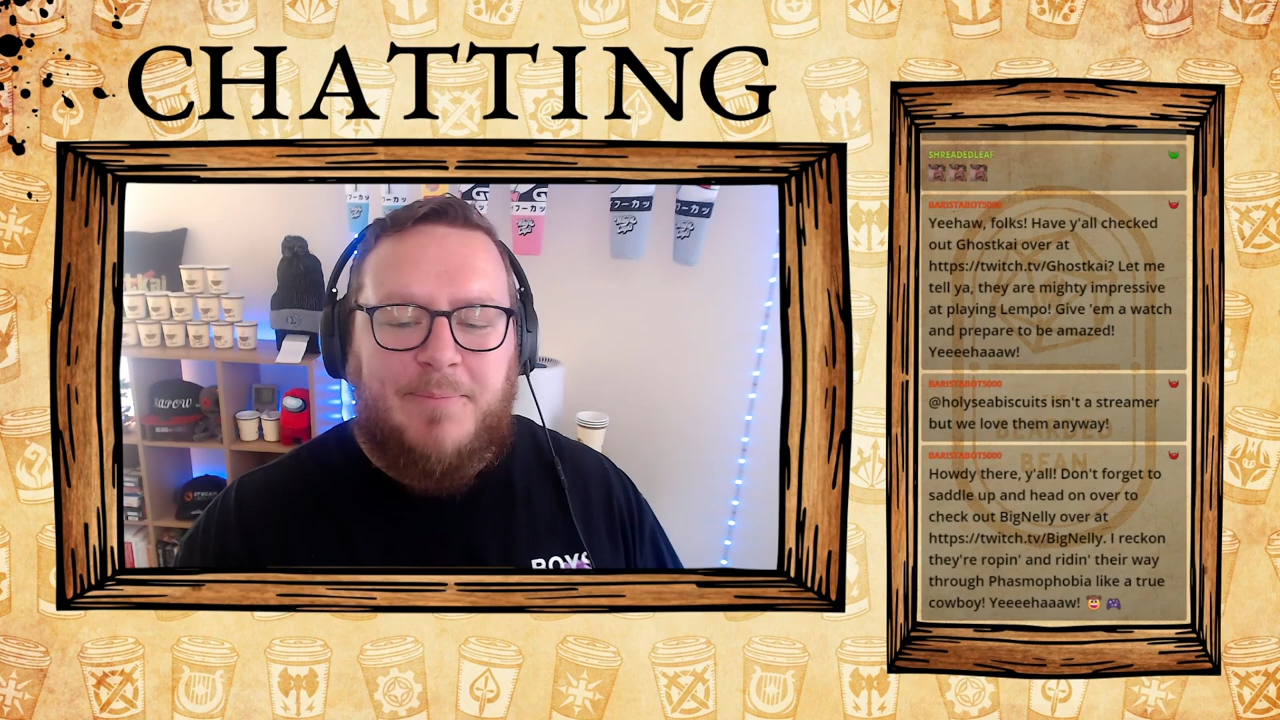 CHATTING
SHREADEDLEAF
BARISTABOT5000
Yeehaw, folks! Have y'all checked
out Ghostkai over at
https://twitch.tv/Ghostkai? Let me
tell ya, they are mighty impressive
at playing Lempo! Give 'em a watch
and prepare to be amazed!
Yeeeehaaaw!
BARISTABOT5000
@holyseabiscuits isn't a streamer
but we love them anyway!
BARISTABOT5000
Howdy there, y'all! Don't forget to
saddle up and head on over to
check out BigNelly over at
https://twitch.tv/BigNelly. I reckon
they're ropin' and ridin' their way
through Phasmophobia like a true
cowboy! Yeeeehaaaw! 🤠 🎮
BEARDED
BEAN
BOYS